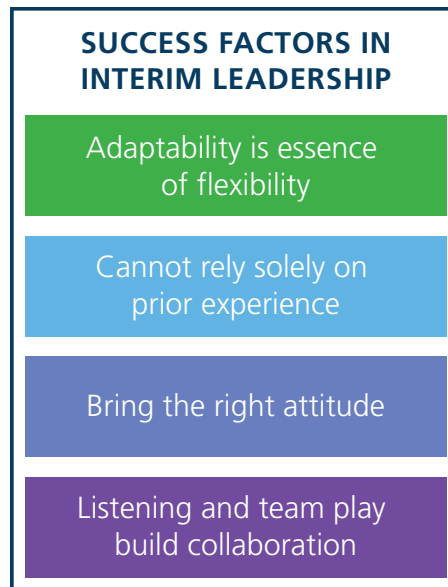 SUCCESS FACTORS IN
INTERIM LEADERSHIP
Adaptability is essence
of flexibility
Cannot rely solely on
prior experience
Bring the right attitude
Listening and team play
build collaboration